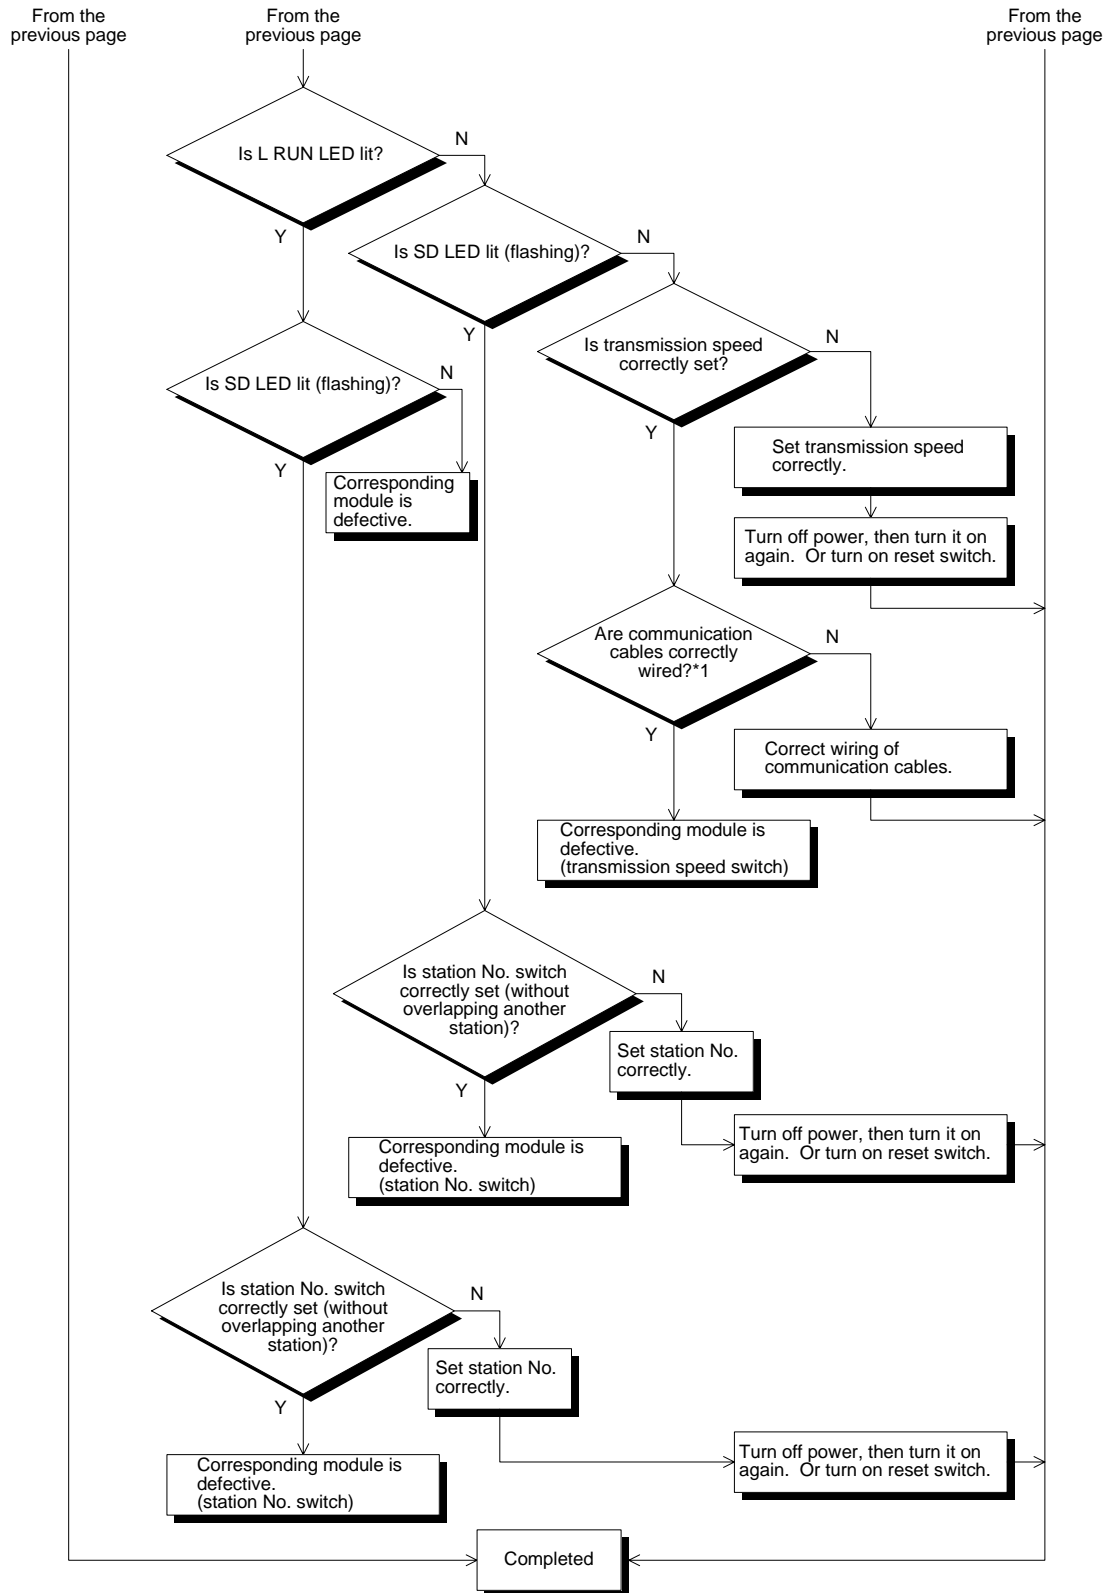 From the
previous page
From the
previous page
From the
previous page
Is L RUN LED lit?
N
Y
Is SD LED lit (flashing)?
N
Y
Is transmission speed
correctly set?
N
Y
Is SD LED lit (flashing)?
N
Y
Set transmission speed
correctly.
Corresponding
module is
defective.
Turn off power, then turn it on
again.  Or turn on reset switch.
Are communication
cables correctly
wired?*1
N
Y
Correct wiring of
communication cables.
Corresponding module is
defective.
(transmission speed switch)
Is station No. switch
correctly set (without
overlapping another
station)?
N
Y
Set station No.
correctly.
Turn off power, then turn it on
again.  Or turn on reset switch.
Corresponding module is
defective.
(station No. switch)
Is station No. switch
correctly set (without
overlapping another
station)?
N
Y
Set station No.
correctly.
Turn off power, then turn it on
again.  Or turn on reset switch.
Corresponding module is
defective.
(station No. switch)
Completed